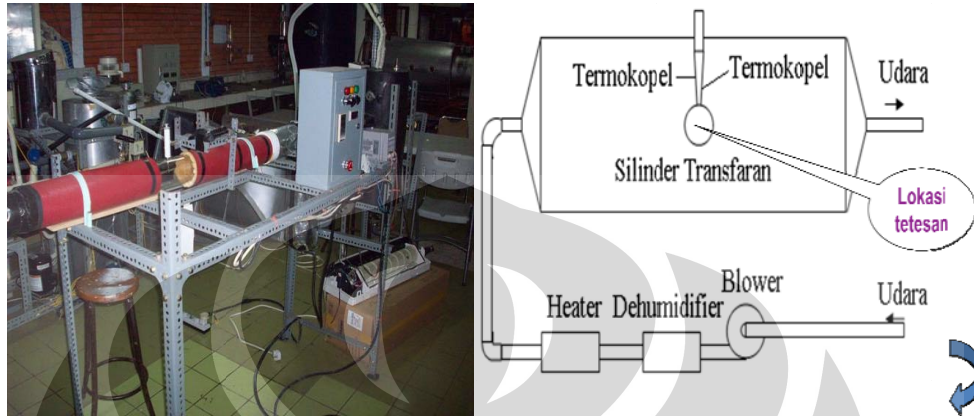 Termokopel
Termokopel
Udara
Silinder Transfaran
Lokasi
tetesan
Blower
Heater
Dehumidifier
Udara